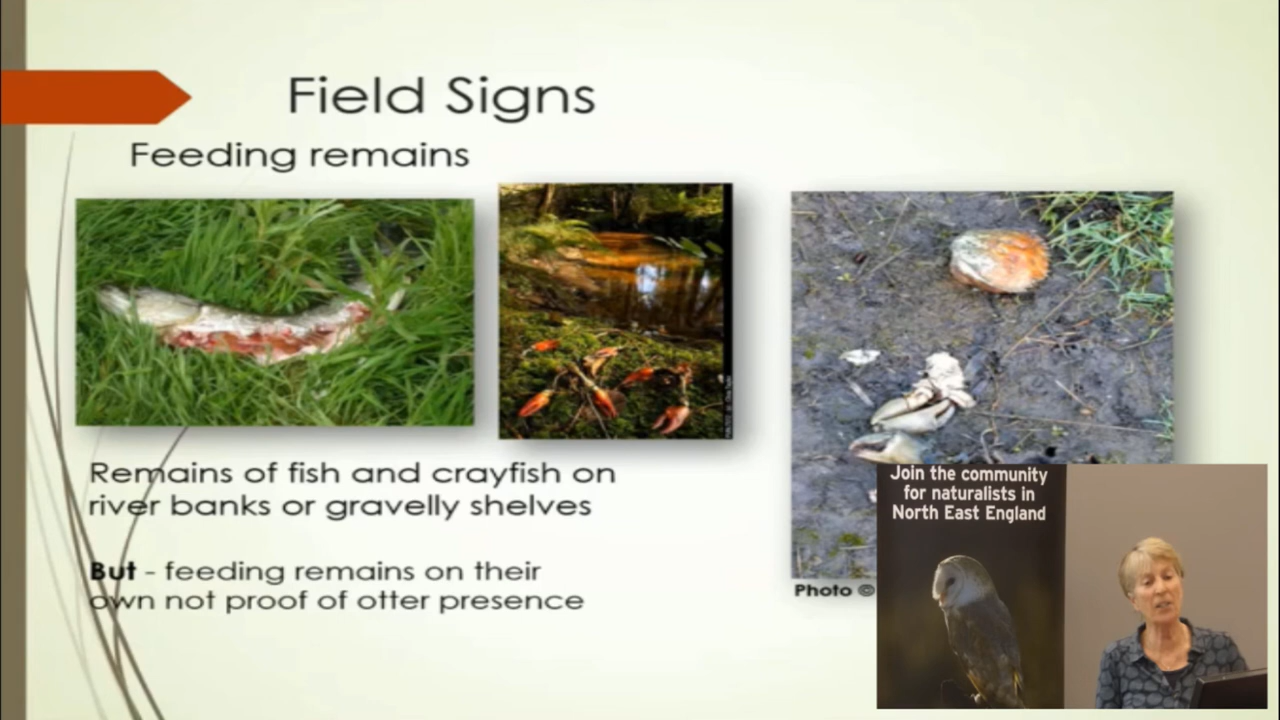 Field Signs
Feeding remains
Remains of fish and crayfish on
river banks or gravelly shelves
But - feeding remains on their
own not proof of otter presence
Photo ©
Join the community
for naturalists in
North East England